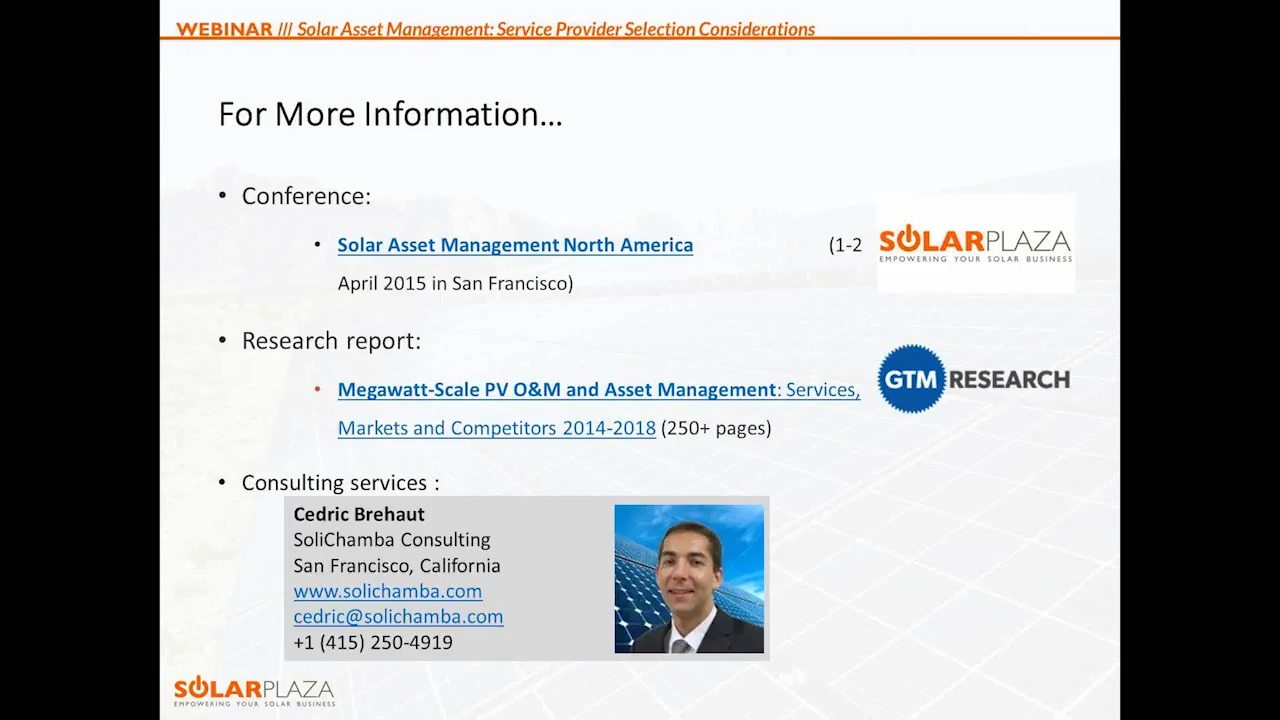 WEBINAR /// Solar Asset Management: Service Provider Selection Considerations
For More Information…
• Conference:
• Solar Asset Management North America (1-2
April 2015 in San Francisco)
SOLARPLAZA
EMPOWERING YOUR SOLAR BUSINESS
• Research report:
• Megawatt-Scale PV O&M and Asset Management: Services,
Markets and Competitors 2014-2018 (250+ pages)
GTM RESEARCH
• Consulting services :
Cedric Brehaut
SoliChamba Consulting
San Francisco, California
www.solichamba.com
cedric@solichamba.com
+1 (415) 250-4919
SOLARPLAZA
EMPOWERING YOUR SOLAR BUSINESS